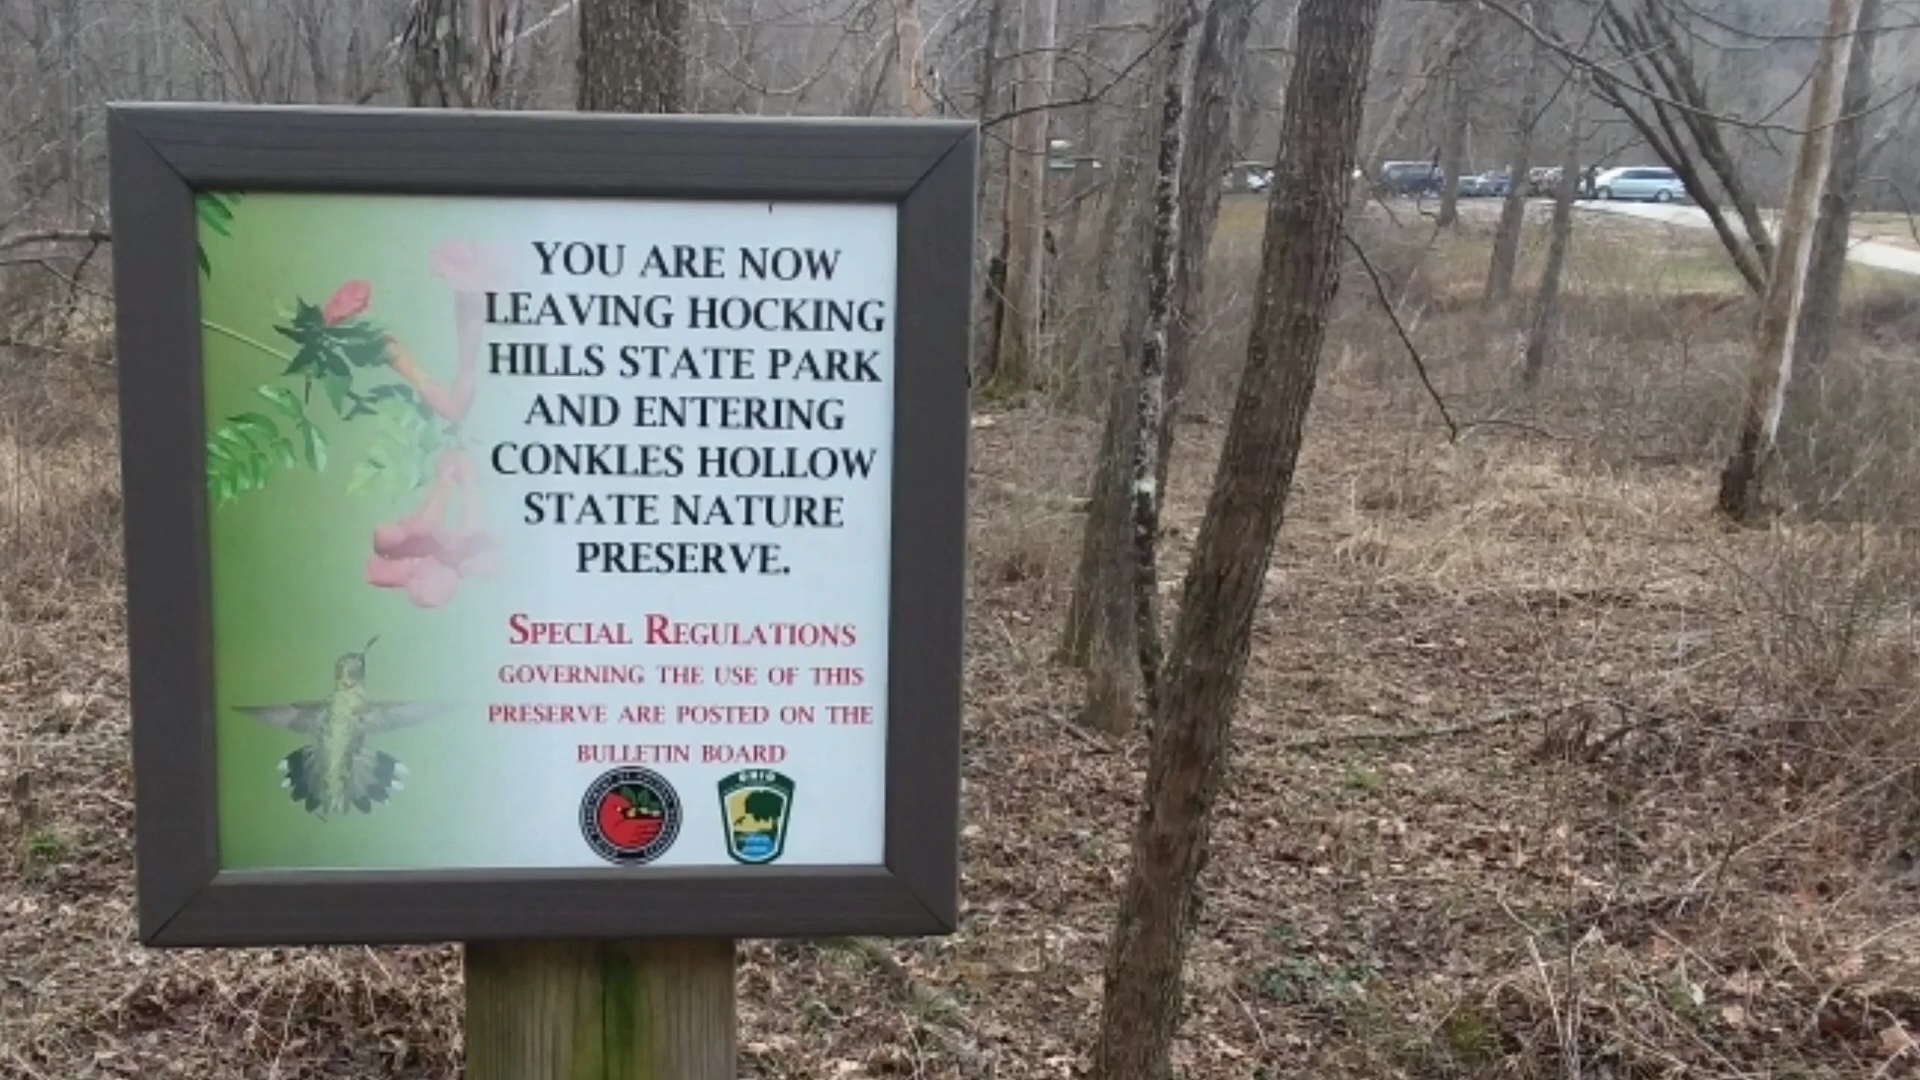 YOU ARE NOW
LEAVING HOCKING
HILLS STATE PARK
AND ENTERING
CONKLES HOLLOW
STATE NATURE
PRESERVE.
SPECIAL REGULATIONS
GOVERNING THE USE OF THIS
PRESERVE ARE POSTED ON THE
BULLETIN BOARD
OHIO